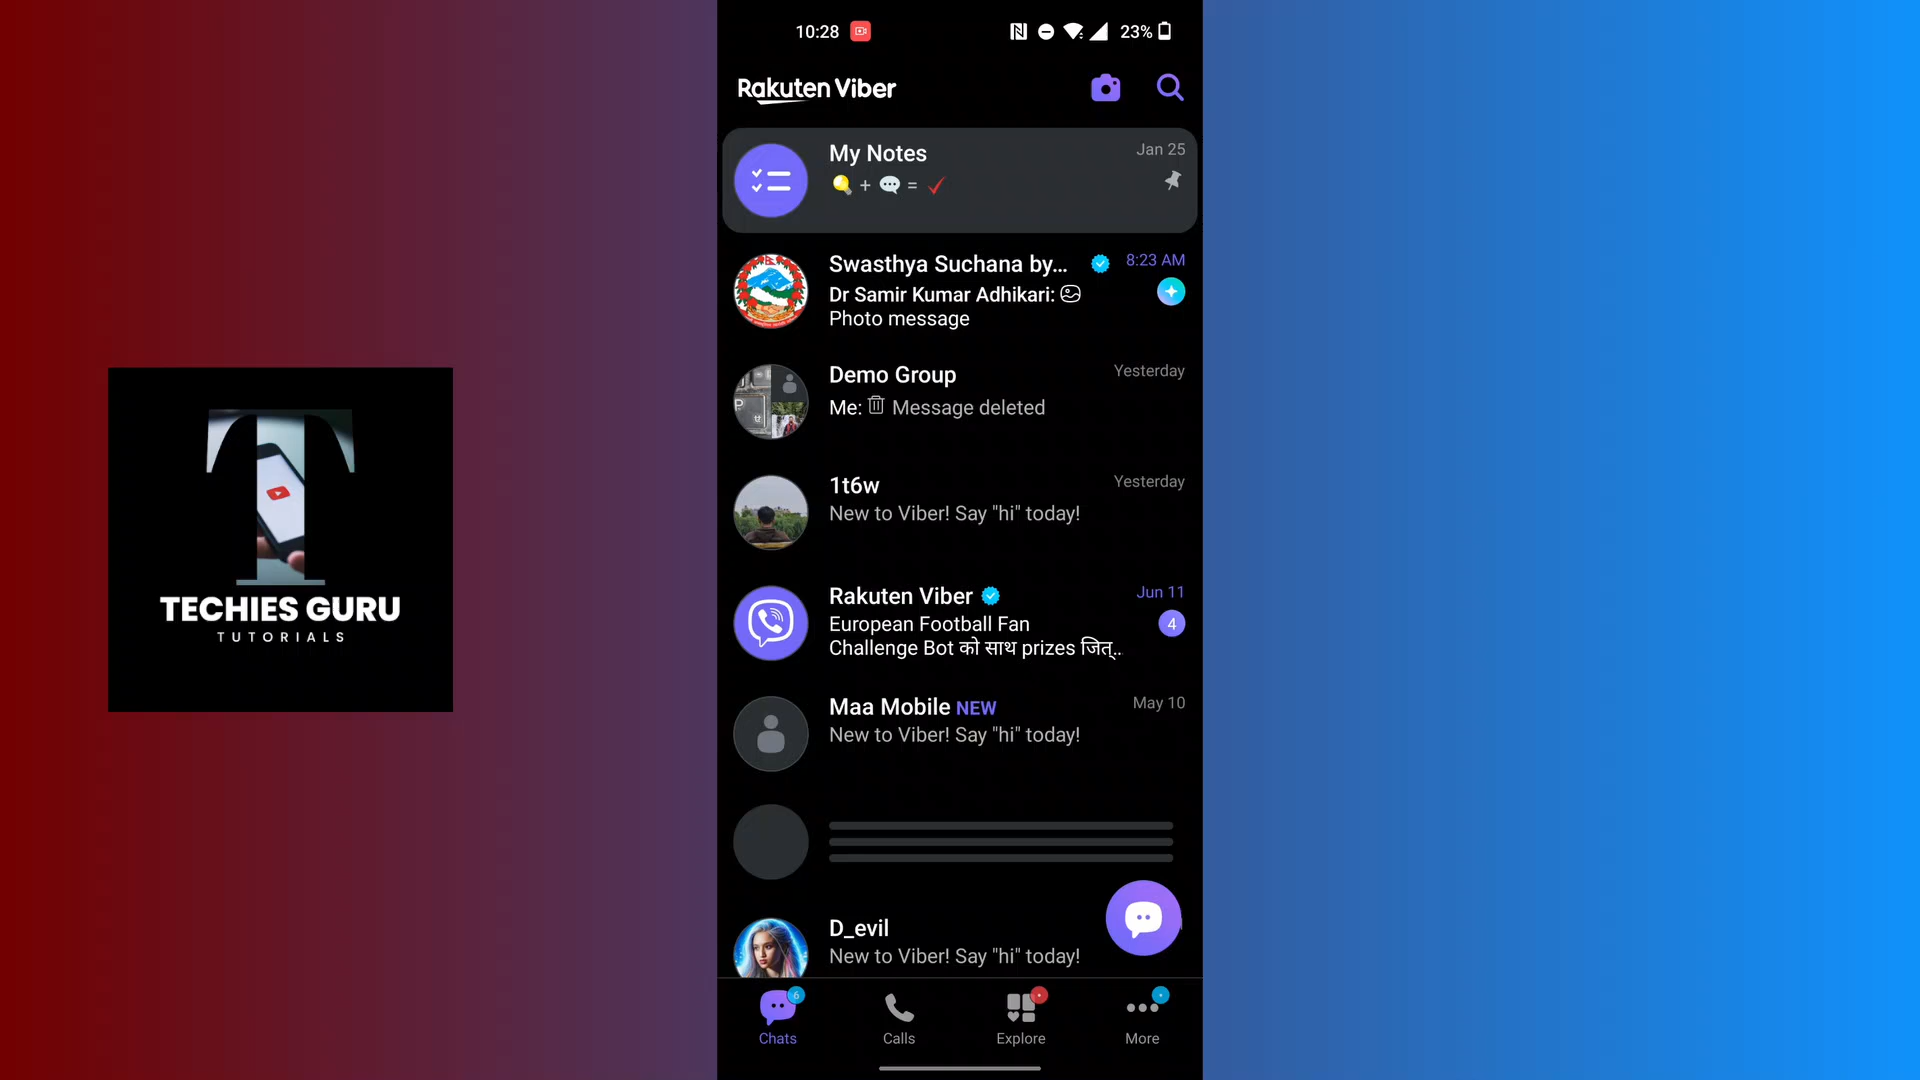 10:28
23%
Rakuten Viber
My Notes
Jan 25
+ =
Swasthya Suchana by...
8:23 AM
Dr Samir Kumar Adhikari:
Photo message
Demo Group
Yesterday
Me: Message deleted
1t6w
Yesterday
New to Viber! Say "hi" today!
Rakuten Viber
Jun 11
European Football Fan
4
Challenge Bot को साथ prizes जित्...
Maa Mobile NEW
May 10
New to Viber! Say "hi" today!
D_evil
New to Viber! Say "hi" today!
6
Chats
Calls
Explore
More
T
TECHIES GURU
TUTORIALS